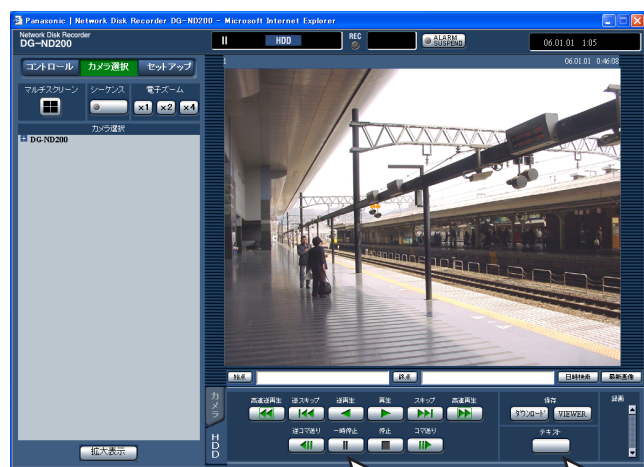 Panasonic | Network Disk Recorder DG-ND200 - Microsoft Internet Explorer
Network Disk Recorder
DG-ND200
HDD
REC
ALARM
SUSPEND
06.01.01 1:05
コントロール カメラ選択 セットアップ
1
06.01.01 0:46:08
マルチスクリーン シーケンス 電子ズーム
×1 ×2 ×4
カメラ選択
DG-ND200
始点 終点 日時検索 最新画像
カメラ
HDD
高速逆再生 逆スキップ 逆再生 再生 スキップ 高速再生
逆コマ送り 一時停止 停止 コマ送り
保存
ダウンロード VIEWER
テキスト
録画
拡大表示